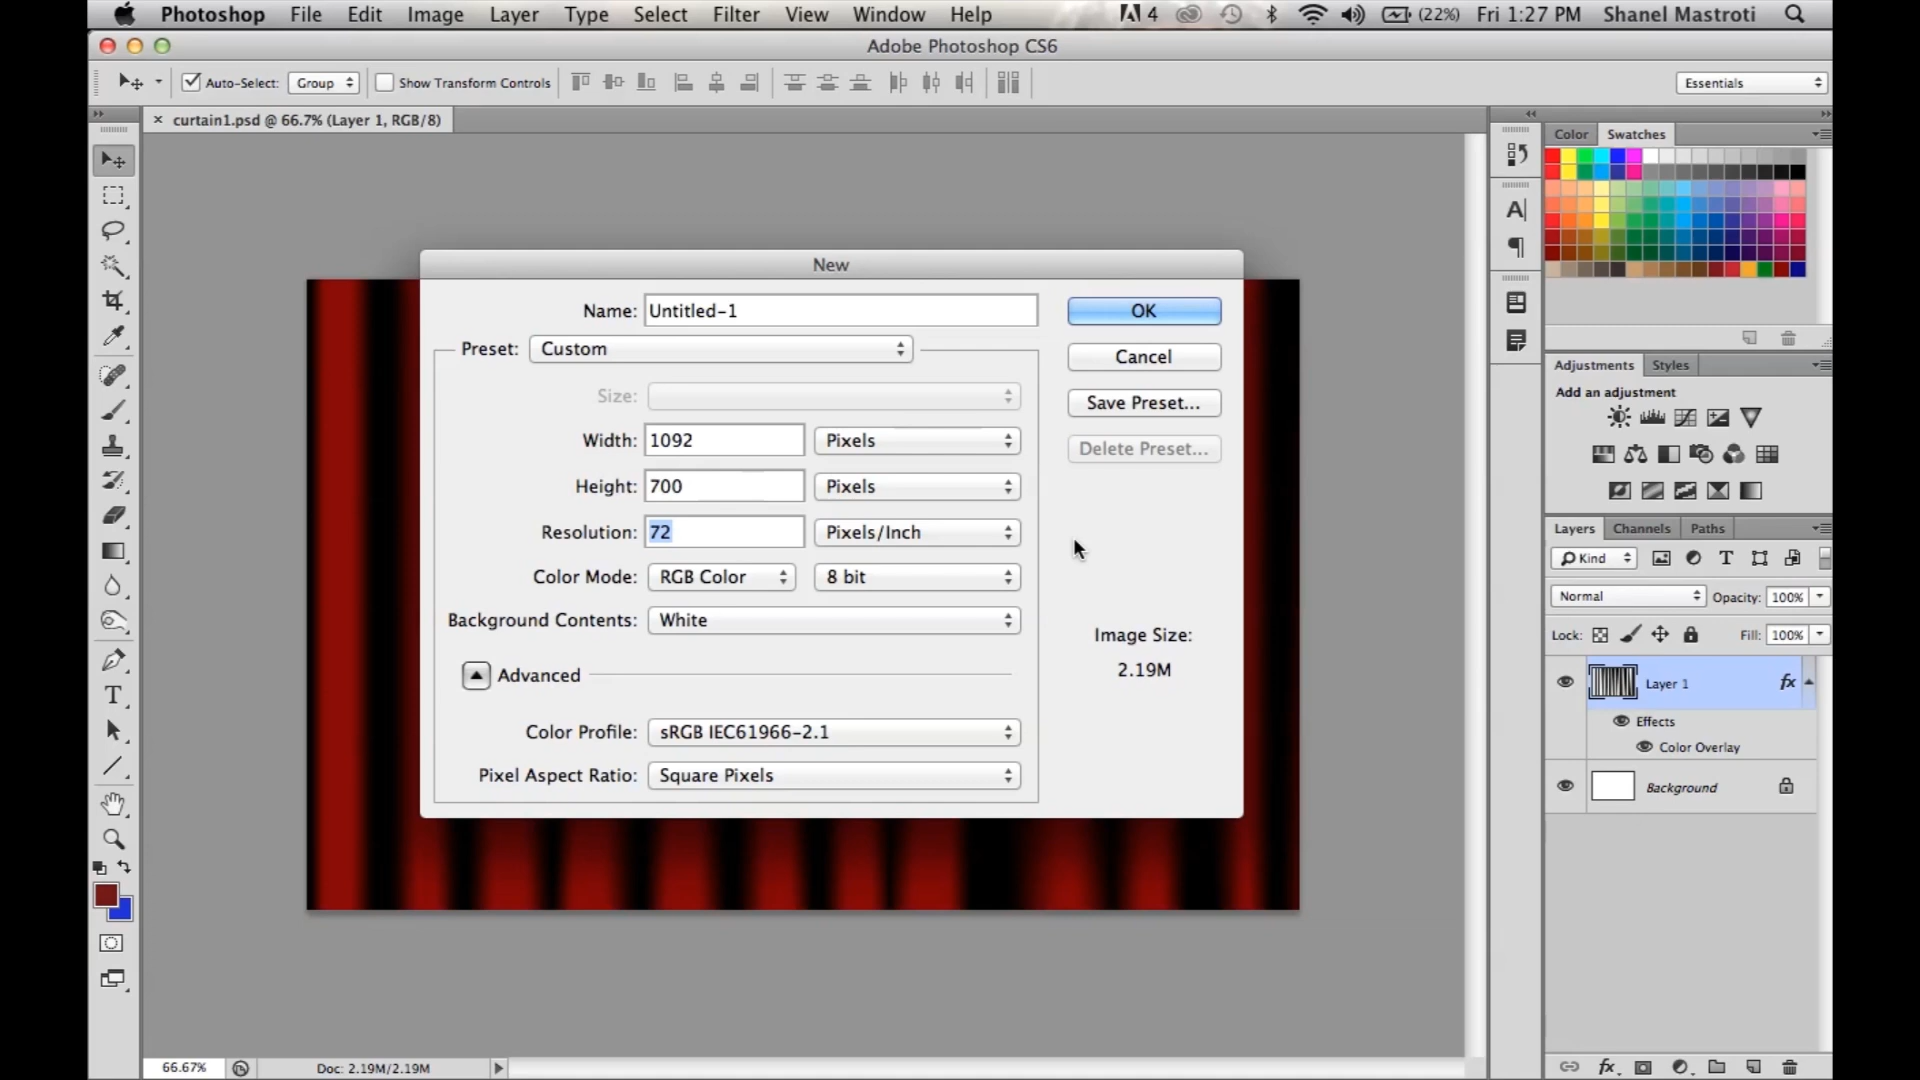 Photoshop File Edit Image Layer Type Select Filter View Window Help 4 (22%) Fri 1:27 PM Shanel Mastroti
Adobe Photoshop CS6
Auto-Select: Group Show Transform Controls Essentials
× curtain1.psd @ 66.7% (Layer 1, RGB/8)
Color Swatches
New
Name: Untitled-1 OK
Preset: Custom Cancel
Size: Save Preset...
Width: 1092 Pixels Delete Preset...
Height: 700 Pixels
Resolution: 72 Pixels/Inch
Color Mode: RGB Color 8 bit
Background Contents: White
Image Size:
2.19M
Advanced
Color Profile: sRGB IEC61966-2.1
Pixel Aspect Ratio: Square Pixels
Adjustments Styles
Add an adjustment
Layers Channels Paths
Kind
Normal Opacity: 100%
Lock: Fill: 100%
Layer 1 fx
Effects
Color Overlay
Background
66.67% Doc: 2.19M/2.19M